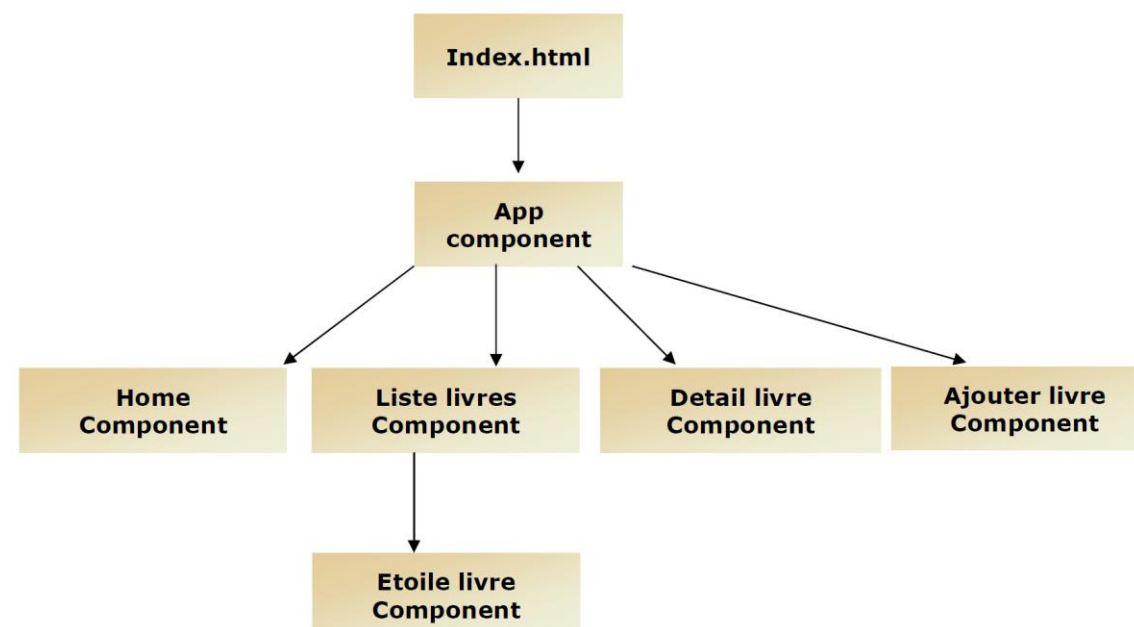 Index.html
App
component
Home
Component
Liste livres
Component
Detail livre
Component
Ajouter livre
Component
Etoile livre
Component